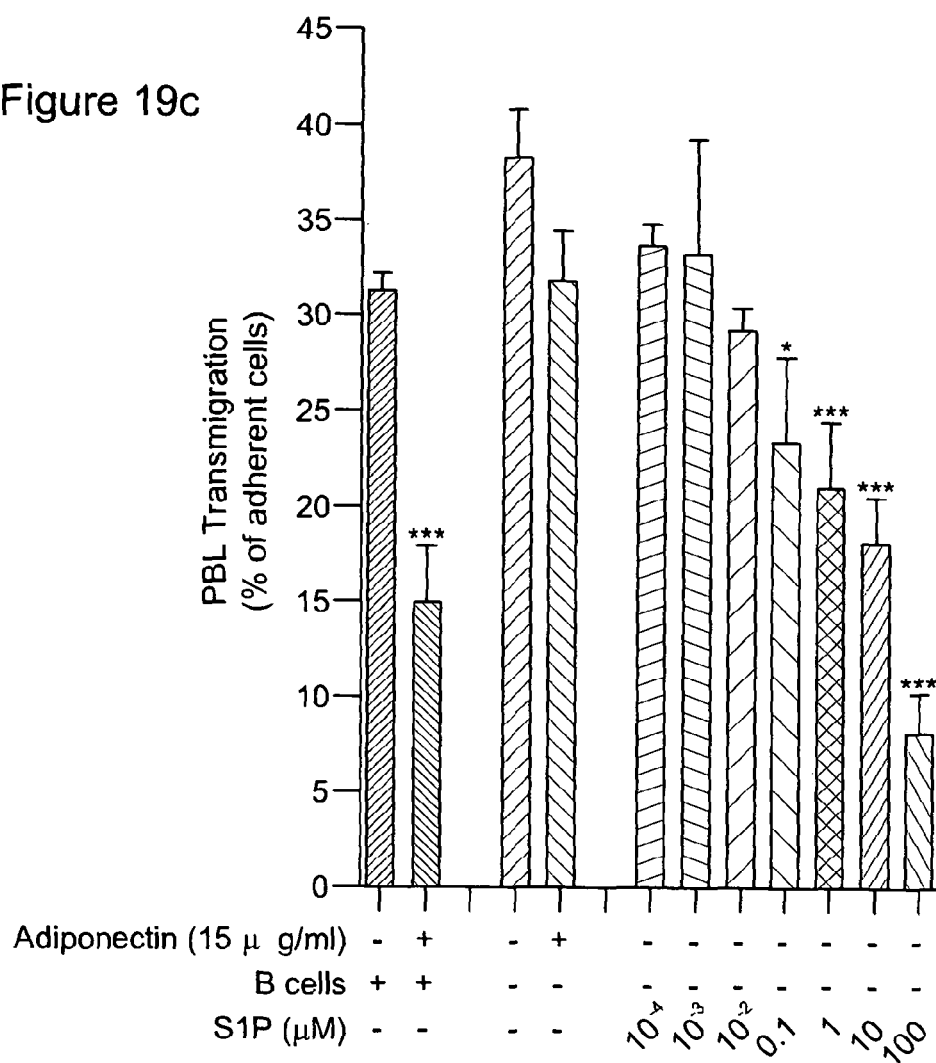 Figure 19c
PBL Transmigration
(% of adherent cells)
45
40
35
30
25
20
15
10
5
0
***
*
***
***
***
Adiponectin (15 μ g/ml) - + - + - - - - - - -
B cells + + - - - - - - - - -
S1P (μM) - - - - 10⁻⁴ 10⁻³ 10⁻² 0.1 1 10 100